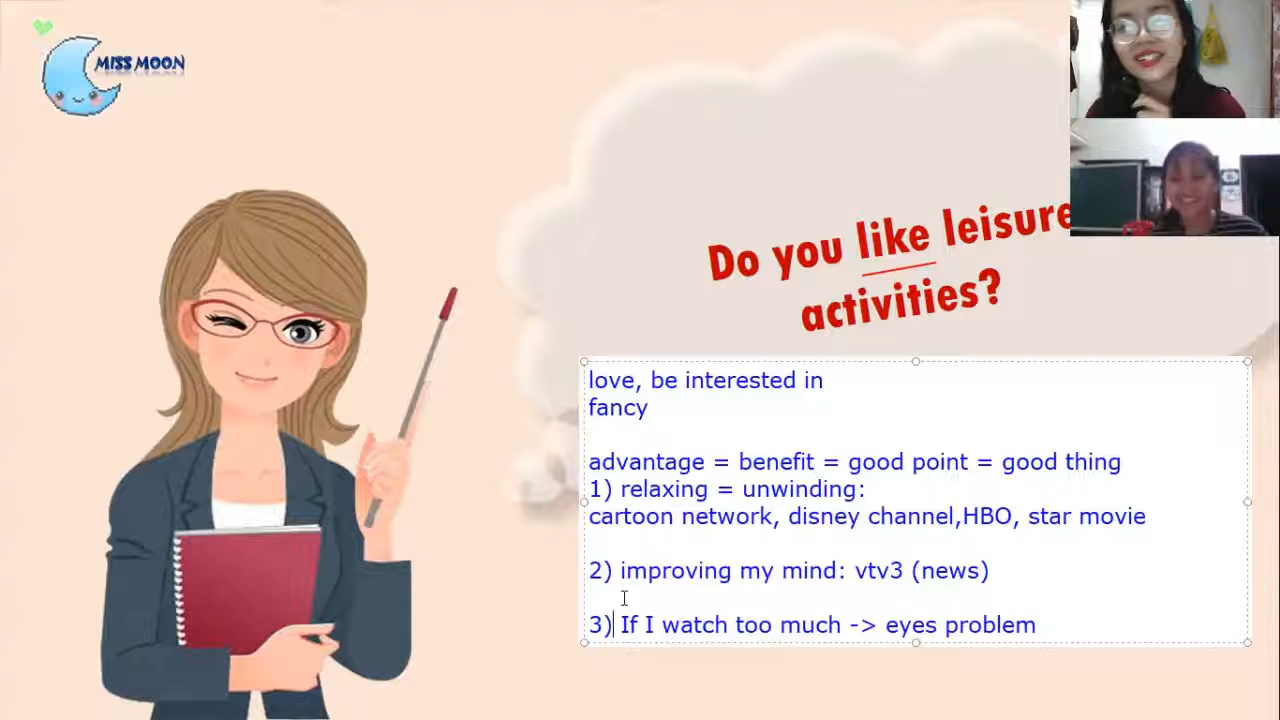 MISS MOON
Do you like leisure
activities?
love, be interested in
fancy
advantage = benefit = good point = good thing
1) relaxing = unwinding:
cartoon network, disney channel,HBO, star movie
2) improving my mind: vtv3 (news)
3) If I watch too much -> eyes problem